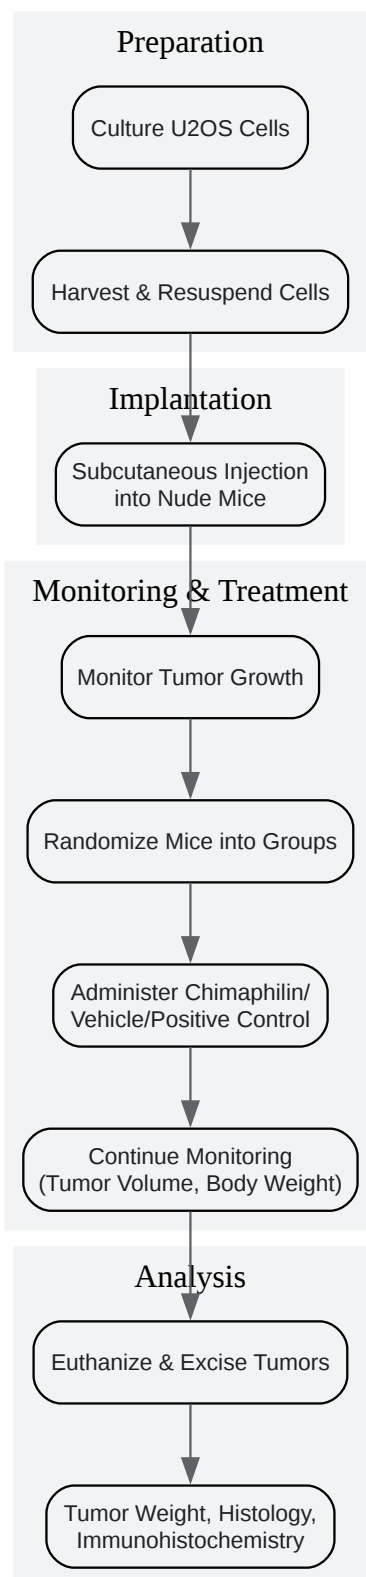 Preparation
Culture U2OS Cells
Harvest & Resuspend Cells
Implantation
Subcutaneous Injection
into Nude Mice
Monitoring & Treatment
Monitor Tumor Growth
Randomize Mice into Groups
Administer Chimaphilin/
Vehicle/Positive Control
Continue Monitoring
(Tumor Volume, Body Weight)
Analysis
Euthanize & Excise Tumors
Tumor Weight, Histology,
Immunohistochemistry